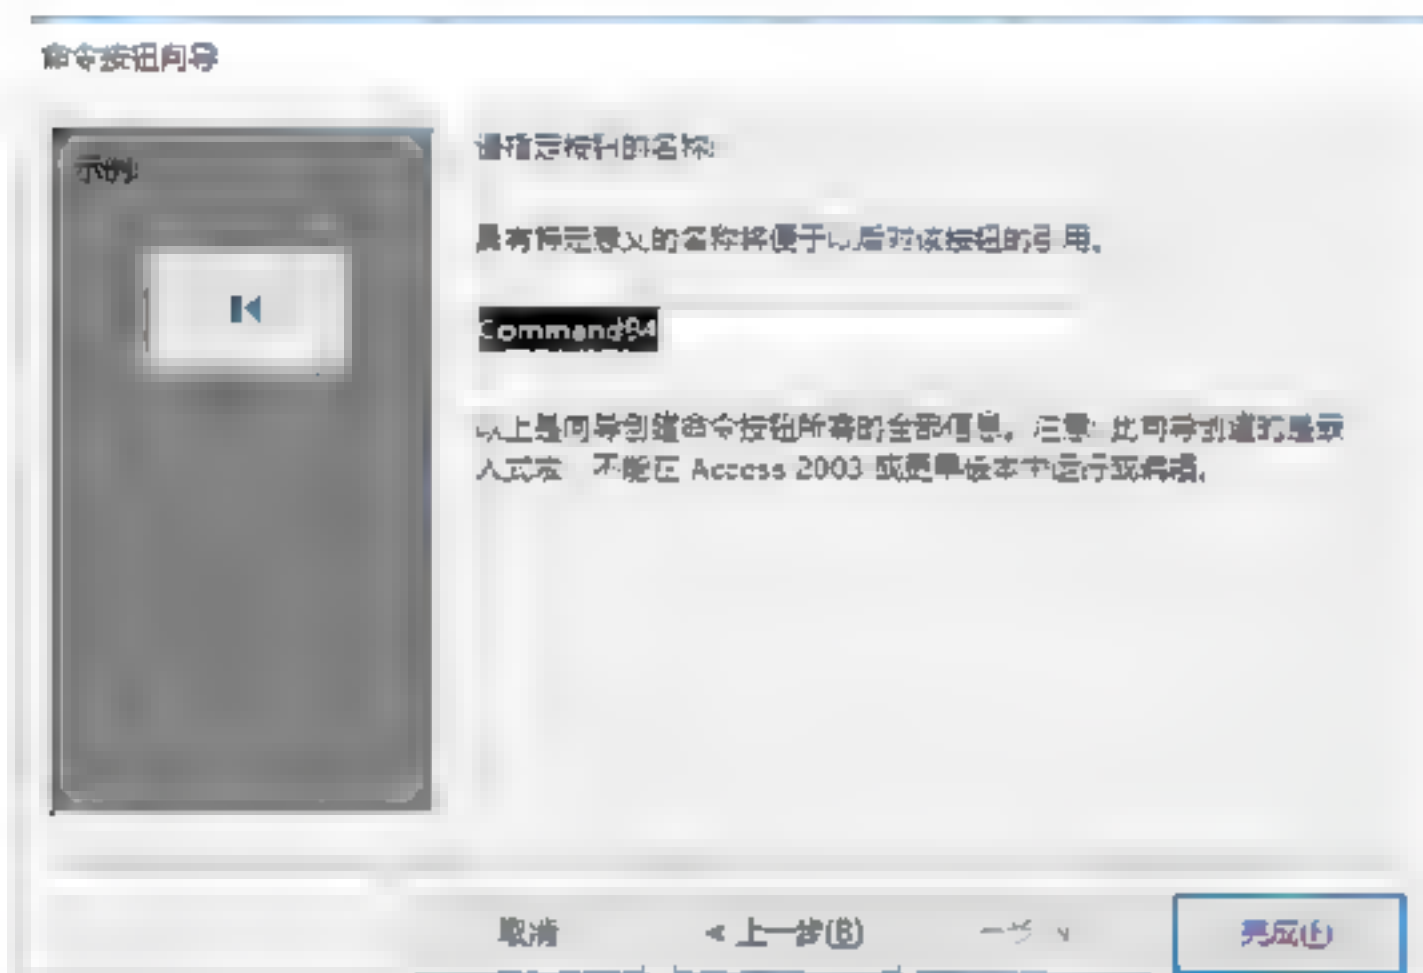 命令按钮向导
示例:
请指定按钮的名称:
具有特定意义的名称将便于以后对该按钮的引用。
Command94
以上是向导创建命令按钮所需的全部信息。注意: 此向导创建的是嵌
入式宏 不能在 Access 2003 或更早版本中运行或编辑。
取消
< 上一步(B)
一步
完成(F)